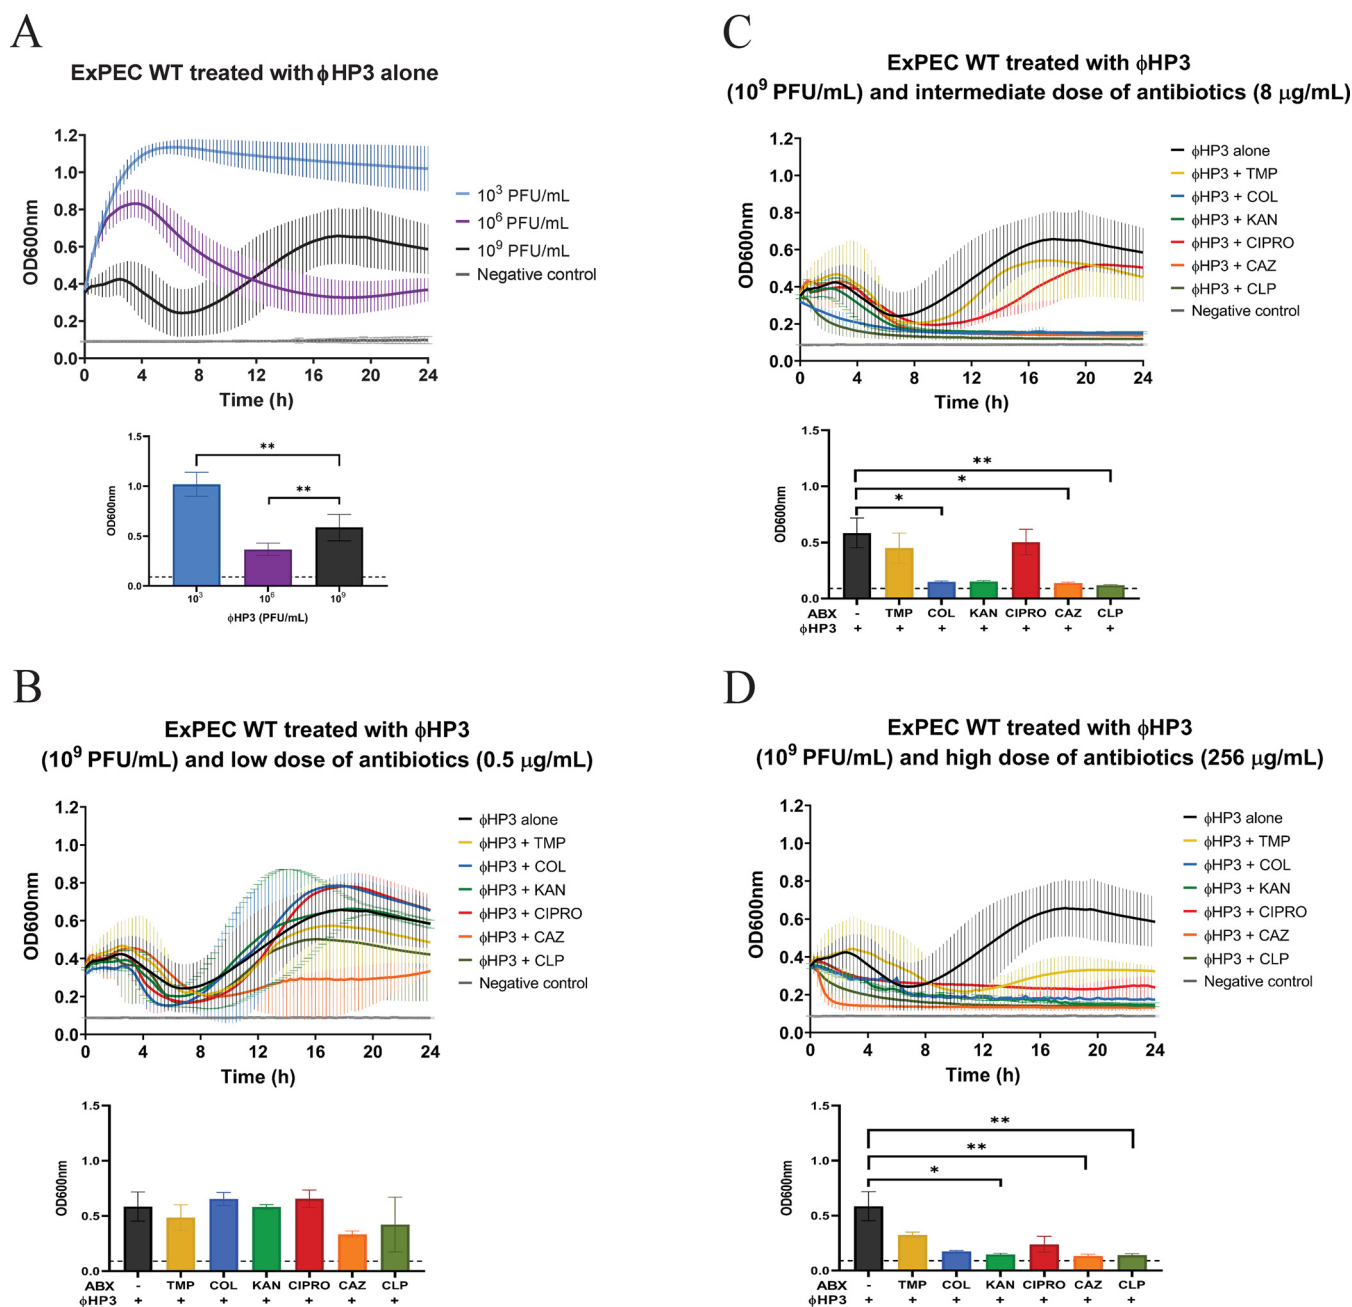 A
ExPEC WT treated with ϕHP3 alone
OD600nm
1.2
1.0
0.8
0.6
0.4
0.2
0.0
0 4 8 12 16 20 24
Time (h)
10³ PFU/mL
10⁶ PFU/mL
10⁹ PFU/mL
Negative control
OD600nm
1.5
1.0
0.5
0.0
**
**
10³ 10⁶ 10⁹
ϕHP3 (PFU/mL)
B
ExPEC WT treated with ϕHP3
(10⁹ PFU/mL) and low dose of antibiotics (0.5 μg/mL)
OD600nm
1.2
1.0
0.8
0.6
0.4
0.2
0.0
0 4 8 12 16 20 24
Time (h)
ϕHP3 alone
ϕHP3 + TMP
ϕHP3 + COL
ϕHP3 + KAN
ϕHP3 + CIPRO
ϕHP3 + CAZ
ϕHP3 + CLP
Negative control
OD600nm
1.5
1.0
0.5
0.0
ABX - TMP COL KAN CIPRO CAZ CLP
ϕHP3 + + + + + + +
C
ExPEC WT treated with ϕHP3
(10⁹ PFU/mL) and intermediate dose of antibiotics (8 μg/mL)
OD600nm
1.2
1.0
0.8
0.6
0.4
0.2
0.0
0 4 8 12 16 20 24
Time (h)
ϕHP3 alone
ϕHP3 + TMP
ϕHP3 + COL
ϕHP3 + KAN
ϕHP3 + CIPRO
ϕHP3 + CAZ
ϕHP3 + CLP
Negative control
OD600nm
1.5
1.0
0.5
0.0
**
*
*
ABX - TMP COL KAN CIPRO CAZ CLP
ϕHP3 + + + + + + +
D
ExPEC WT treated with ϕHP3
(10⁹ PFU/mL) and high dose of antibiotics (256 μg/mL)
OD600nm
1.2
1.0
0.8
0.6
0.4
0.2
0.0
0 4 8 12 16 20 24
Time (h)
ϕHP3 alone
ϕHP3 + TMP
ϕHP3 + COL
ϕHP3 + KAN
ϕHP3 + CIPRO
ϕHP3 + CAZ
ϕHP3 + CLP
Negative control
OD600nm
1.5
1.0
0.5
0.0
**
**
*
ABX - TMP COL KAN CIPRO CAZ CLP
ϕHP3 + + + + + + +